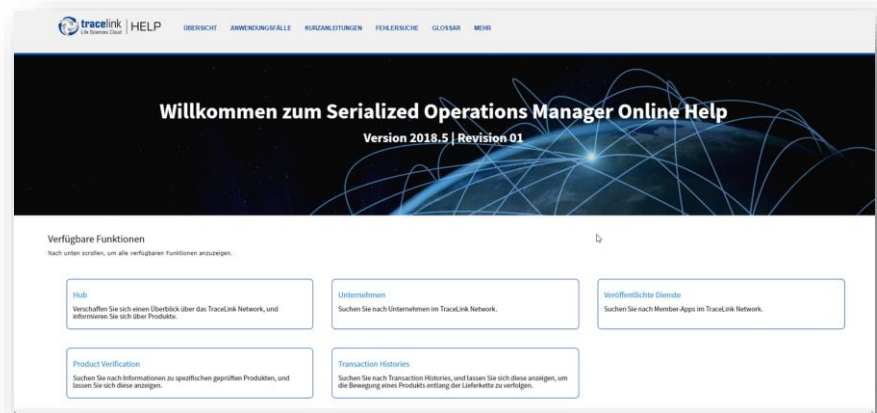 tracelink | HELP
Life Sciences Cloud
ÜBERSICHT ANWENDUNGSFÄLLE KURZANLEITUNGEN FEHLERSUCHE GLOSSAR MEHR
Willkommen zum Serialized Operations Manager Online Help
Version 2018.5 | Revision 01
Verfügbare Funktionen
Nach unten scrollen, um alle verfügbaren Funktionen anzuzeigen.
Hub
Verschaffen Sie sich einen Überblick über das TraceLink Network, und
informieren Sie sich über Produkte.
Unternehmen
Suchen Sie nach Unternehmen im TraceLink Network.
Veröffentlichte Dienste
Suchen Sie nach Member-Apps im TraceLink Network.
Product Verification
Suchen Sie nach Informationen zu spezifischen geprüften Produkten, und
lassen Sie sich diese anzeigen.
Transaction Histories
Suchen Sie nach Transaction Histories, und lassen Sie sich diese anzeigen, um
die Bewegung eines Produkts entlang der Lieferkette zu verfolgen.